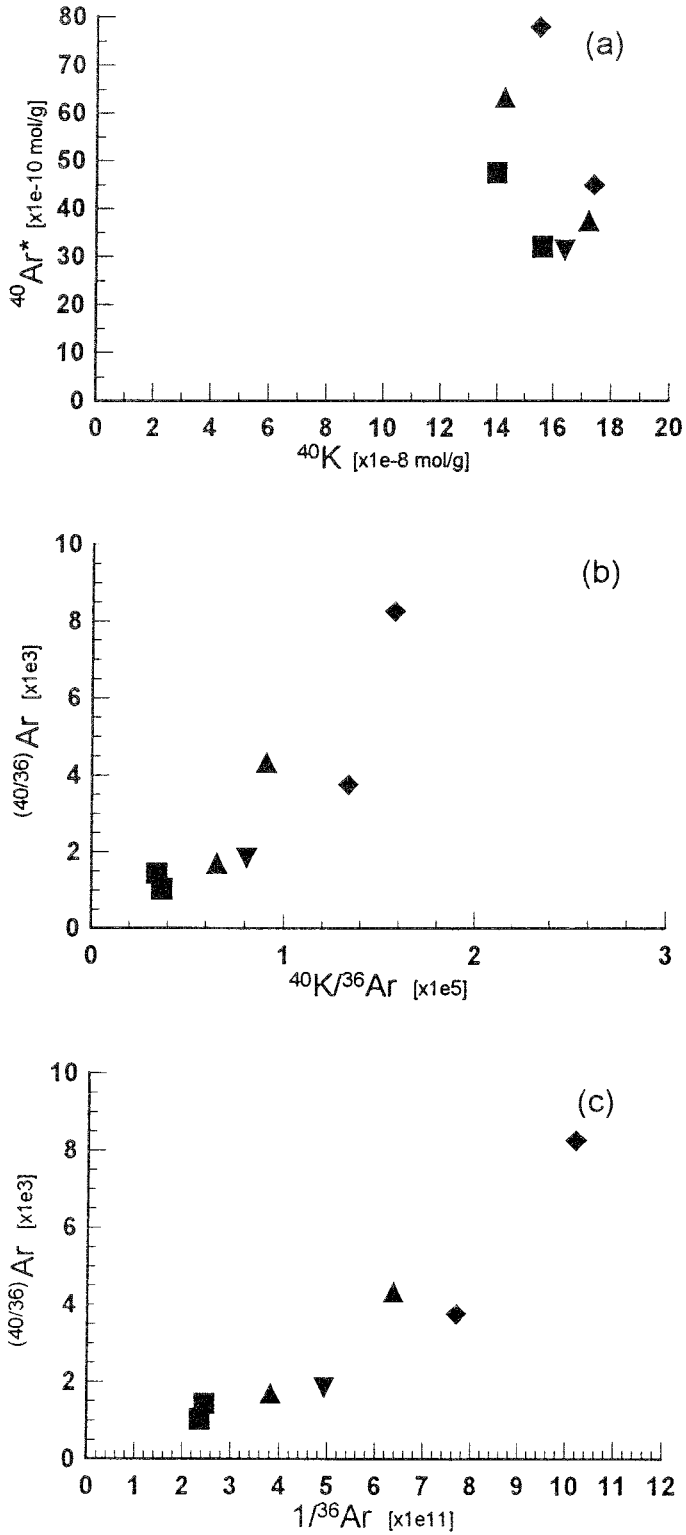 80
(a)
70
60
50
40
30
20
10
0
⁴⁰Ar* [x1e-10 mol/g]
0 2 4 6 8 10 12 14 16 18 20
⁴⁰K [x1e-8 mol/g]
10
(b)
8
6
4
2
0
(40/36)Ar [x1e3]
0 1 2 3
⁴⁰K/³⁶Ar [x1e5]
10
(c)
8
6
4
2
0
(40/36)Ar [x1e3]
0 1 2 3 4 5 6 7 8 9 10 11 12
1/³⁶Ar [x1e11]